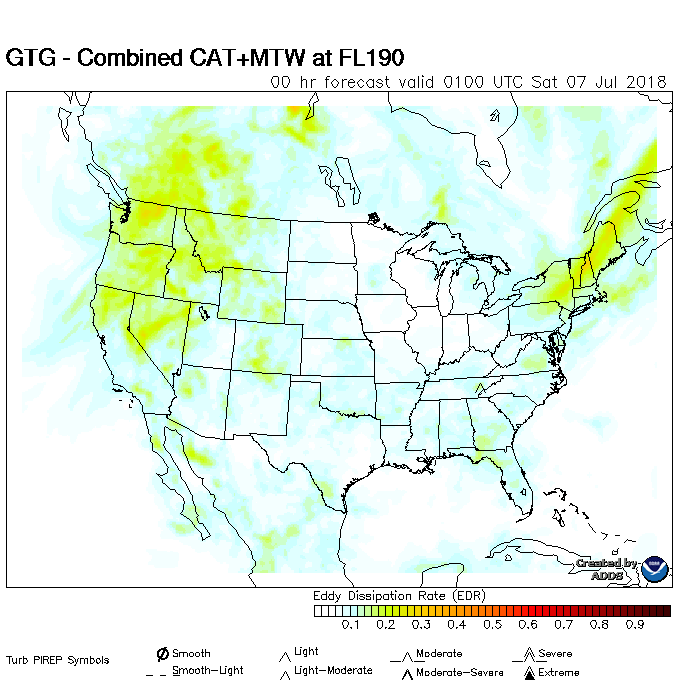 GTG - Combined CAT+MTW at FL190
00 hr forecast valid 0100 UTC Sat 07 Jul 2018
Created by
ADDS
Eddy Dissipation Rate (EDR)
0.1 0.2 0.3 0.4 0.5 0.6 0.7 0.8 0.9
Turb PIREP Symbols
Smooth Light Moderate Severe
Smooth-Light Light-Moderate Moderate-Severe Extreme